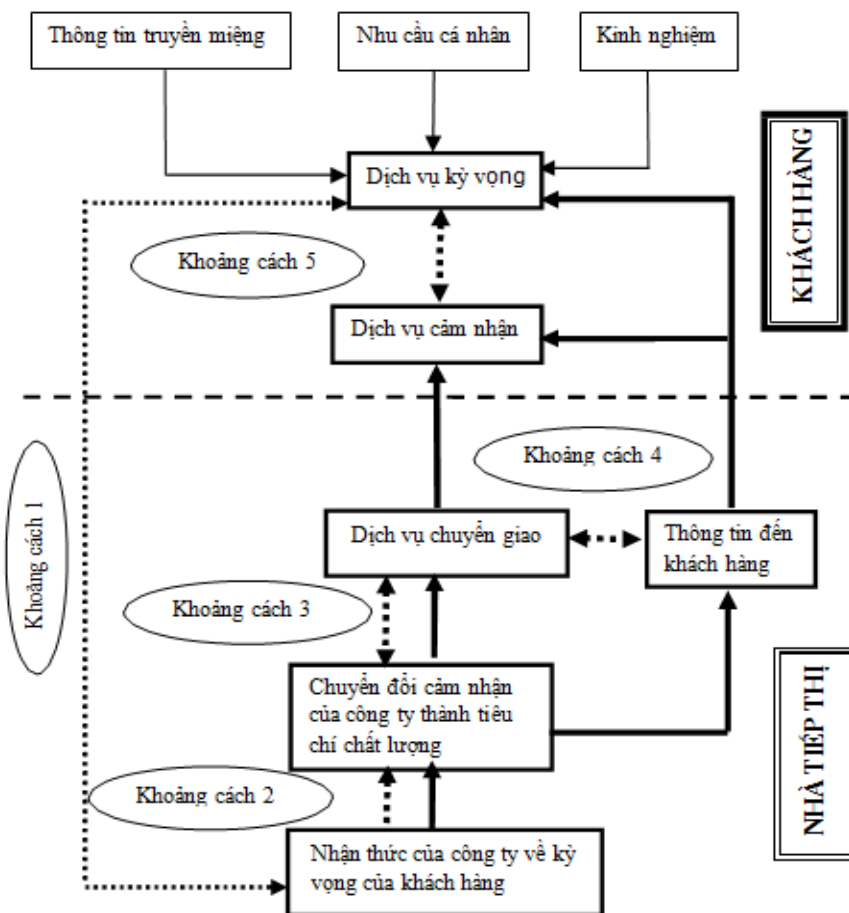 Thông tin truyền miệng
Nhu cầu cá nhân
Kinh nghiệm
Dịch vụ kỳ vọng
KHÁCH HÀNG
Khoảng cách 5
Dịch vụ cảm nhận
Khoảng cách 4
Khoảng cách 1
Dịch vụ chuyển giao
Thông tin đến
khách hàng
Khoảng cách 3
Chuyển đổi cảm nhận
của công ty thành tiêu
chí chất lượng
NHÀ TIẾP THỊ
Khoảng cách 2
Nhận thức của công ty về kỳ
vọng của khách hàng